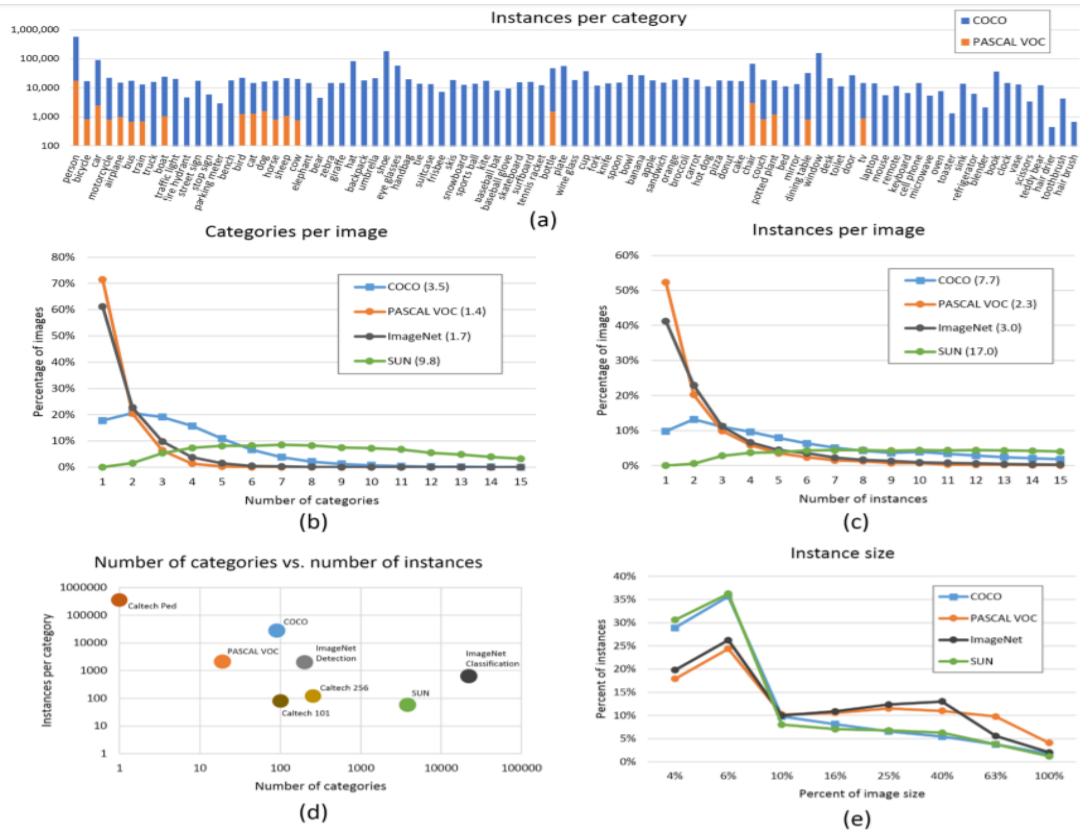 Instances per category
COCO
PASCAL VOC
1,000,000
100,000
10,000
1,000
100
person
bicycle
car
motorcycle
airplane
bus
train
truck
boat
traffic light
fire hydrant
street sign
stop sign
parking meter
bench
bird
cat
dog
horse
sheep
cow
elephant
bear
zebra
giraffe
hat
backpack
umbrella
shoe
eye glasses
handbag
tie
suitcase
frisbee
skis
snowboard
sports ball
kite
baseball bat
baseball glove
skateboard
surfboard
tennis racket
bottle
plate
wine glass
cup
fork
knife
spoon
bowl
banana
apple
sandwich
orange
broccoli
carrot
hot dog
pizza
donut
cake
chair
couch
potted plant
bed
mirror
dining table
window
desk
toilet
door
tv
laptop
mouse
remote
keyboard
cell phone
microwave
oven
toaster
sink
refrigerator
blender
book
clock
vase
scissors
teddy bear
hair drier
toothbrush
hair brush
(a)
Categories per image
80%
70%
60%
50%
40%
30%
20%
10%
0%
Percentage of images
COCO (3.5)
PASCAL VOC (1.4)
ImageNet (1.7)
SUN (9.8)
1 2 3 4 5 6 7 8 9 10 11 12 13 14 15
Number of categories
(b)
Instances per image
60%
50%
40%
30%
20%
10%
0%
Percentage of images
COCO (7.7)
PASCAL VOC (2.3)
ImageNet (3.0)
SUN (17.0)
1 2 3 4 5 6 7 8 9 10 11 12 13 14 15
Number of instances
(c)
Number of categories vs. number of instances
1000000
100000
10000
1000
100
10
1
Instances per category
Caltech Ped
COCO
PASCAL VOC
ImageNet
Detection
ImageNet
Classification
Caltech 256
Caltech 101
SUN
1 10 100 1000 10000 100000
Number of categories
(d)
Instance size
40%
35%
30%
25%
20%
15%
10%
5%
0%
Percent of instances
COCO
PASCAL VOC
ImageNet
SUN
4% 6% 10% 16% 25% 40% 63% 100%
Percent of image size
(e)